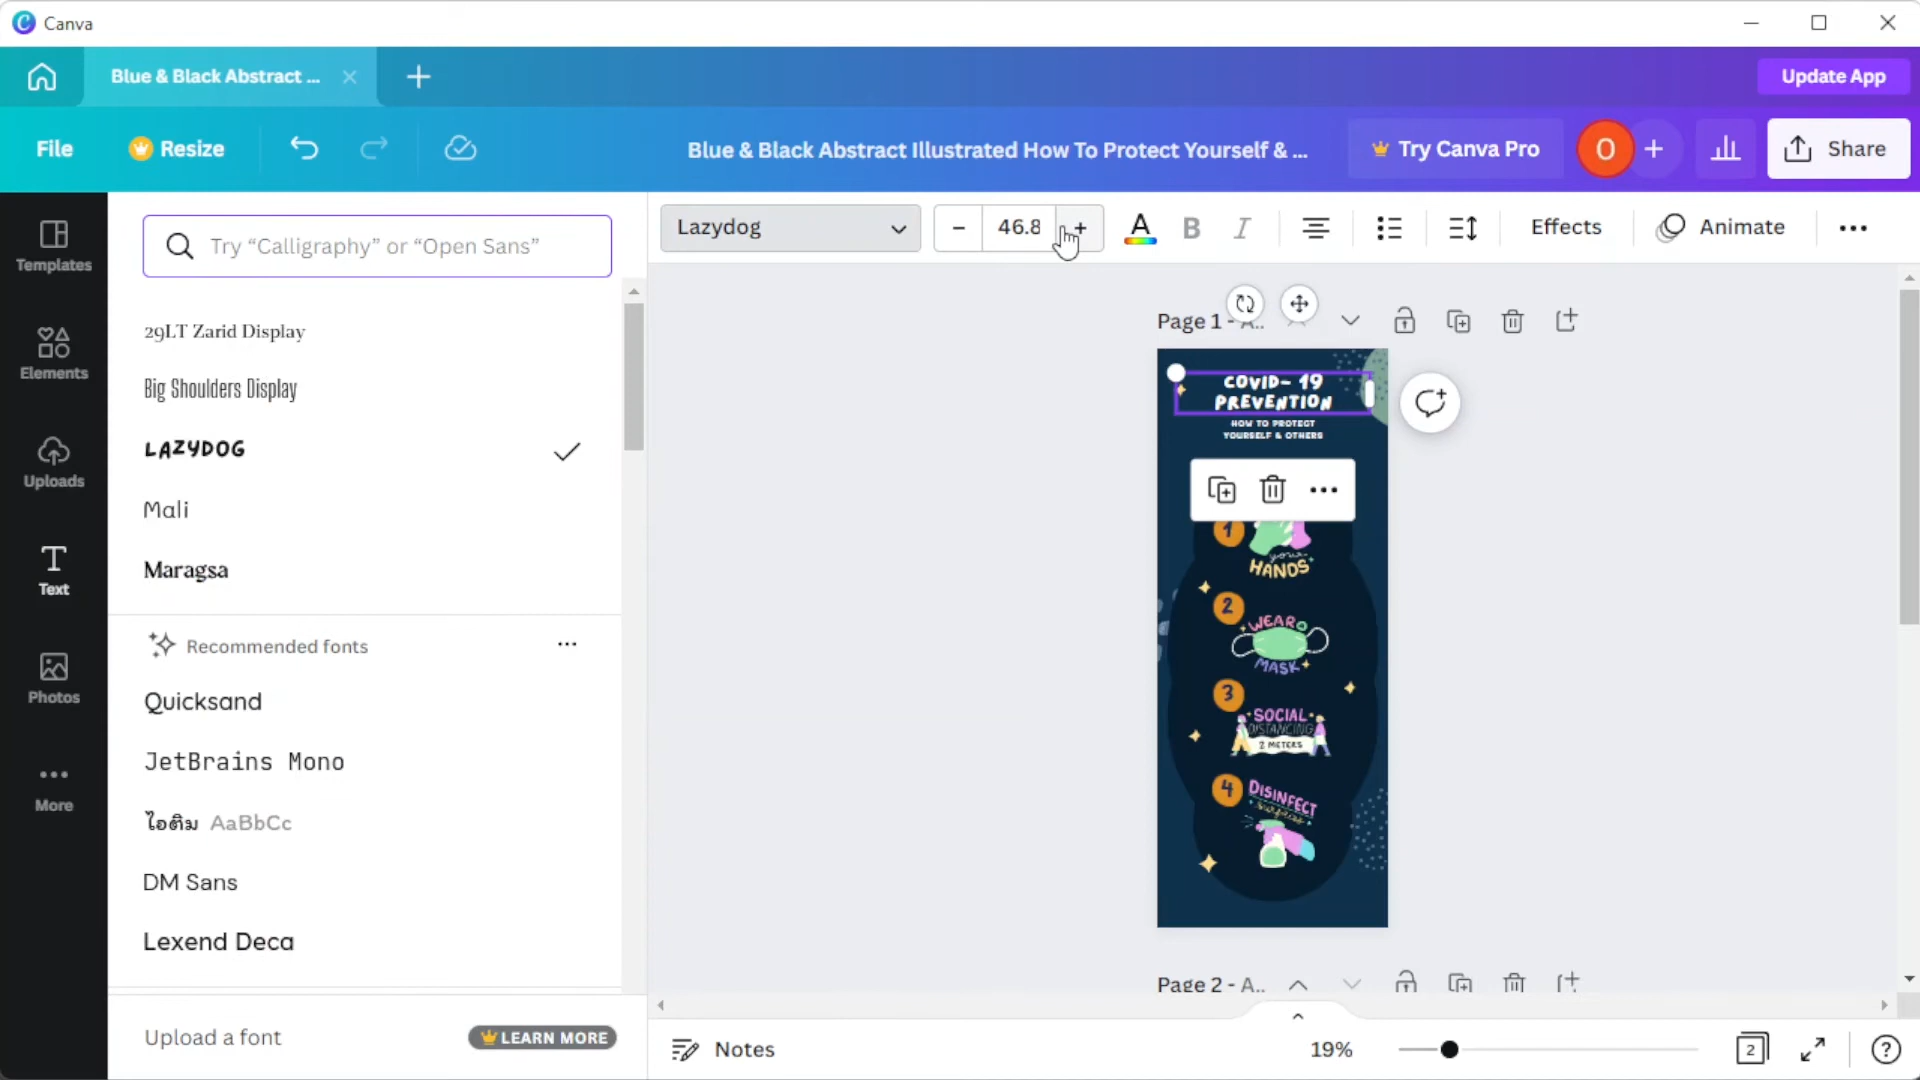 Canva
Blue & Black Abstract ...
Update App
File
Resize
Blue & Black Abstract Illustrated How To Protect Yourself & ...
Try Canva Pro
O
Share
Templates
Elements
Uploads
Text
Photos
More
Try “Calligraphy” or “Open Sans”
29LT Zarid Display
Big Shoulders Display
LAZYDOG
Mali
Maragsa
Recommended fonts
Quicksand
JetBrains Mono
ไอติม AaBbCc
DM Sans
Lexend Deca
Upload a font
LEARN MORE
Lazydog
46.8
A
B
I
Effects
Animate
Page 1 - A..
COVID- 19
PREVENTION
HOW TO PROTECT
YOURSELF & OTHERS
1
your
HANDS
2
WEAR
MASK
3
SOCIAL
DISTANCING
2 METERS
4
DISINFECT
surfaces
Page 2 - A..
Notes
19%
2
?